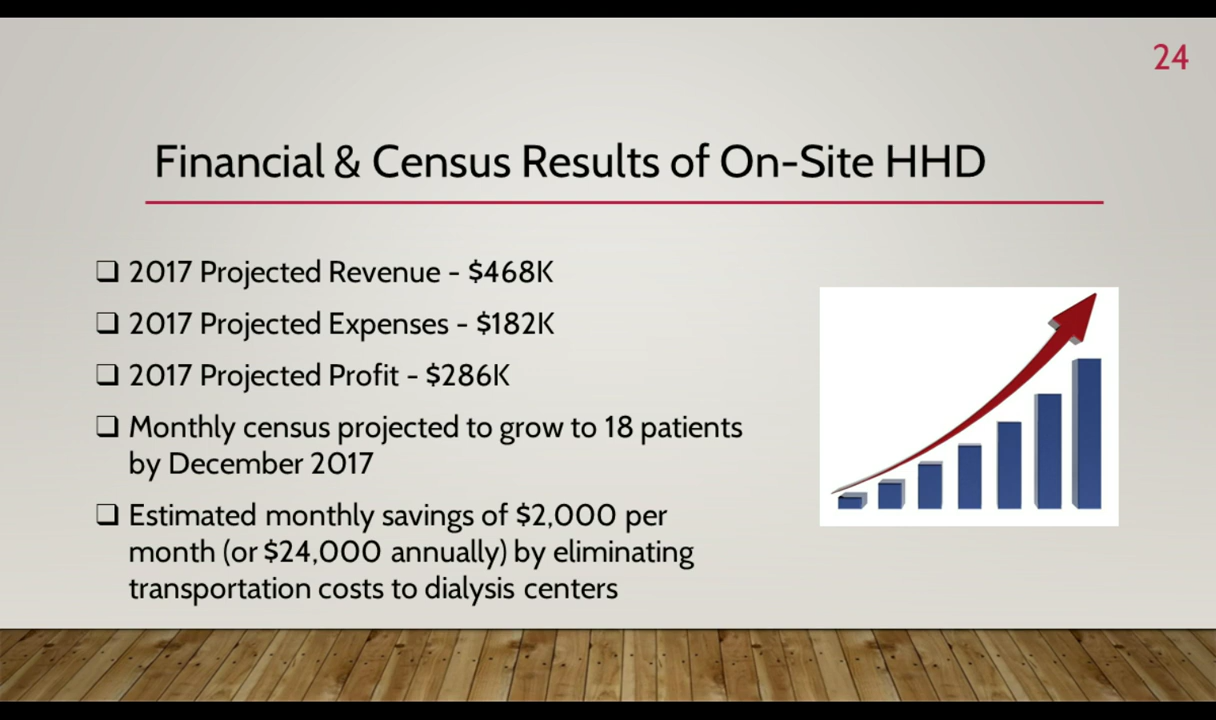 24
Financial & Census Results of On-Site HHD
❑ 2017 Projected Revenue - $468K
❑ 2017 Projected Expenses - $182K
❑ 2017 Projected Profit - $286K
❑ Monthly census projected to grow to 18 patients
by December 2017
❑ Estimated monthly savings of $2,000 per
month (or $24,000 annually) by eliminating
transportation costs to dialysis centers